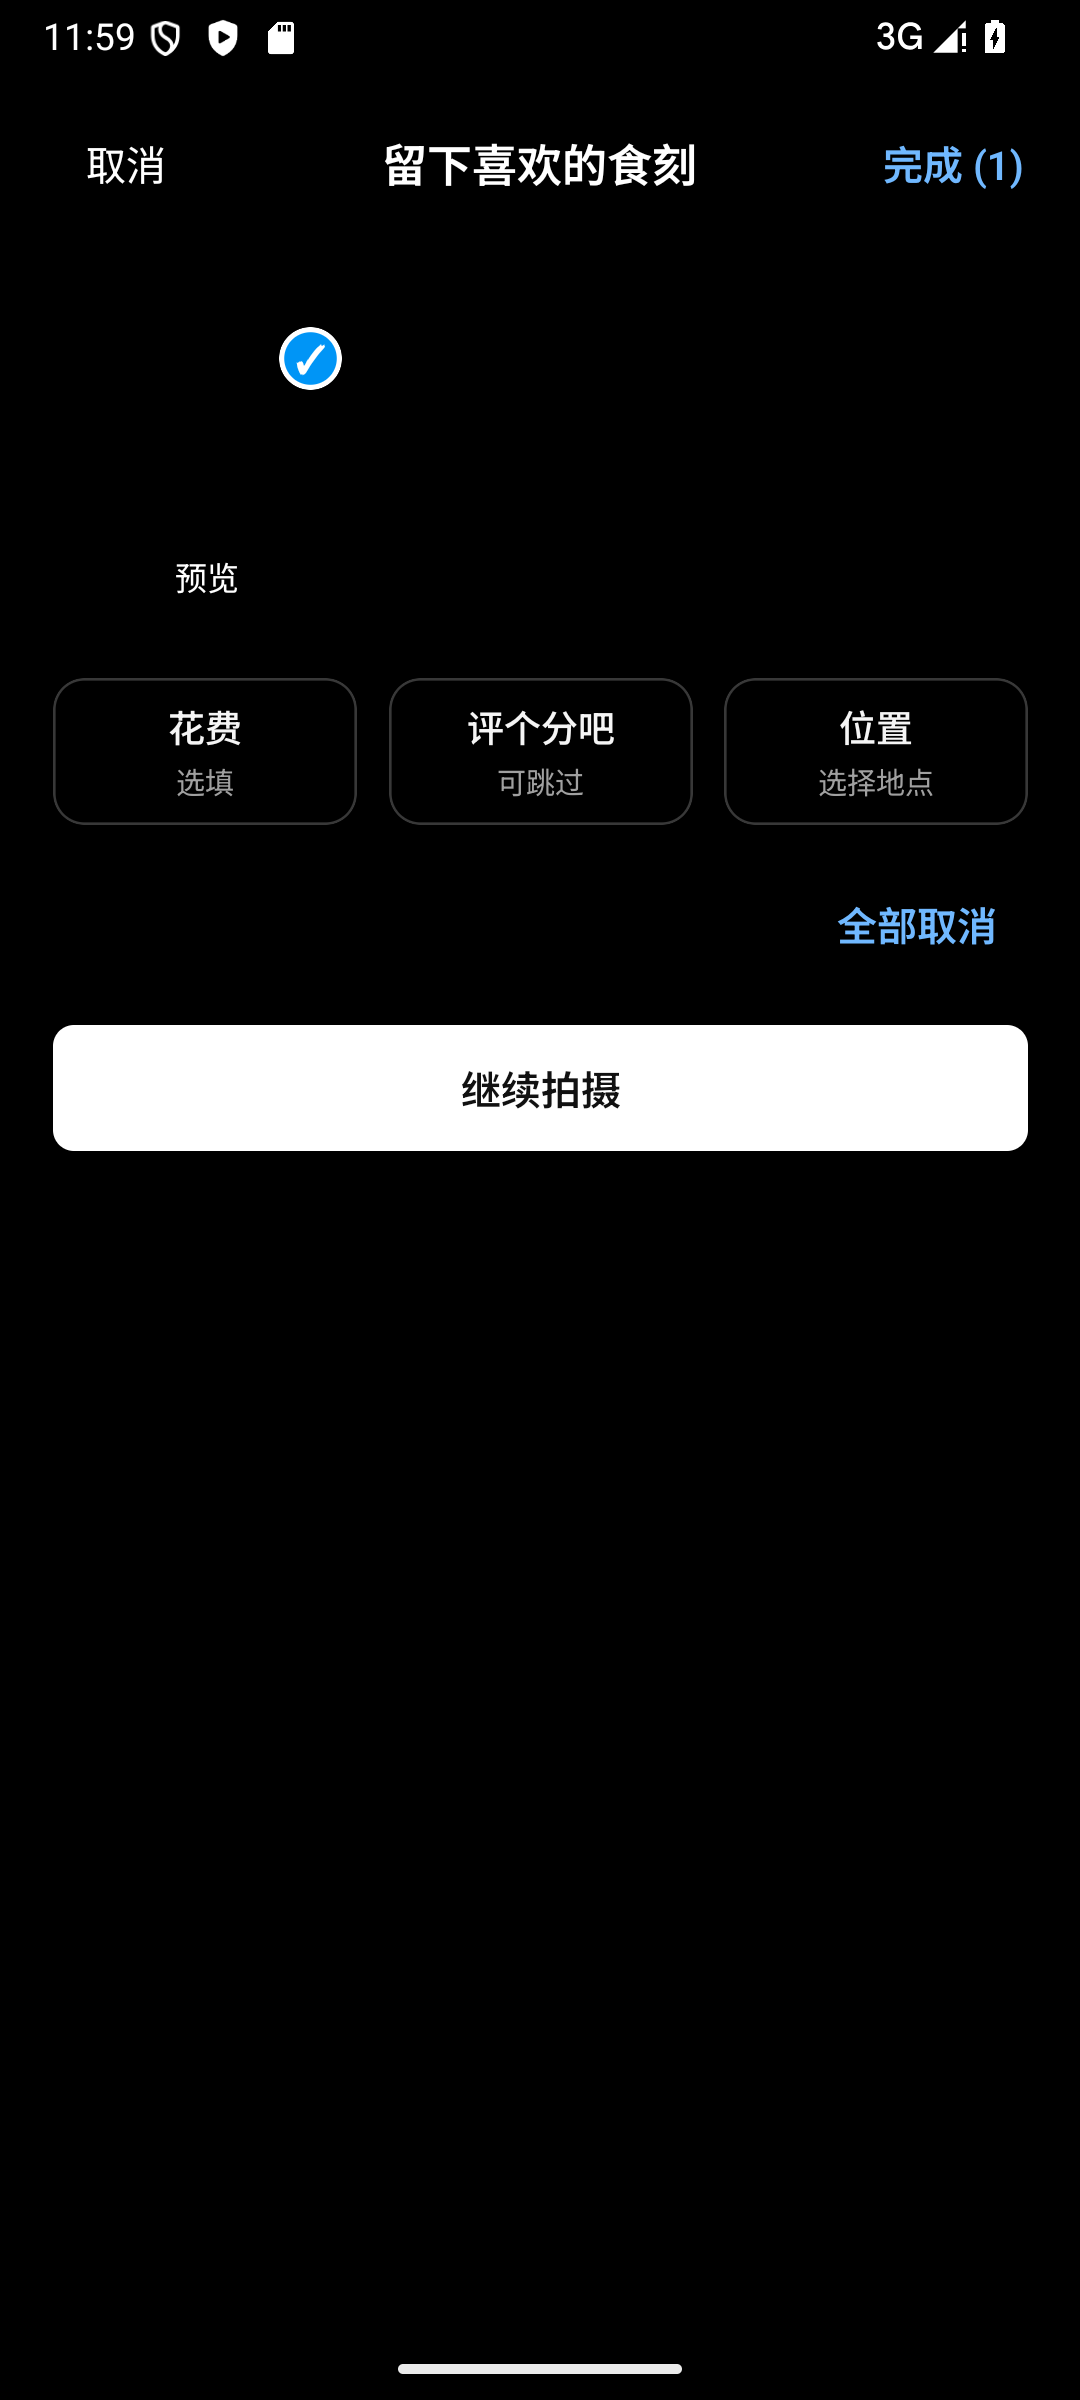 11:59
3G
取消
留下喜欢的食刻
完成 (1)
预览
花费
选填
评个分吧
可跳过
位置
选择地点
全部取消
继续拍摄